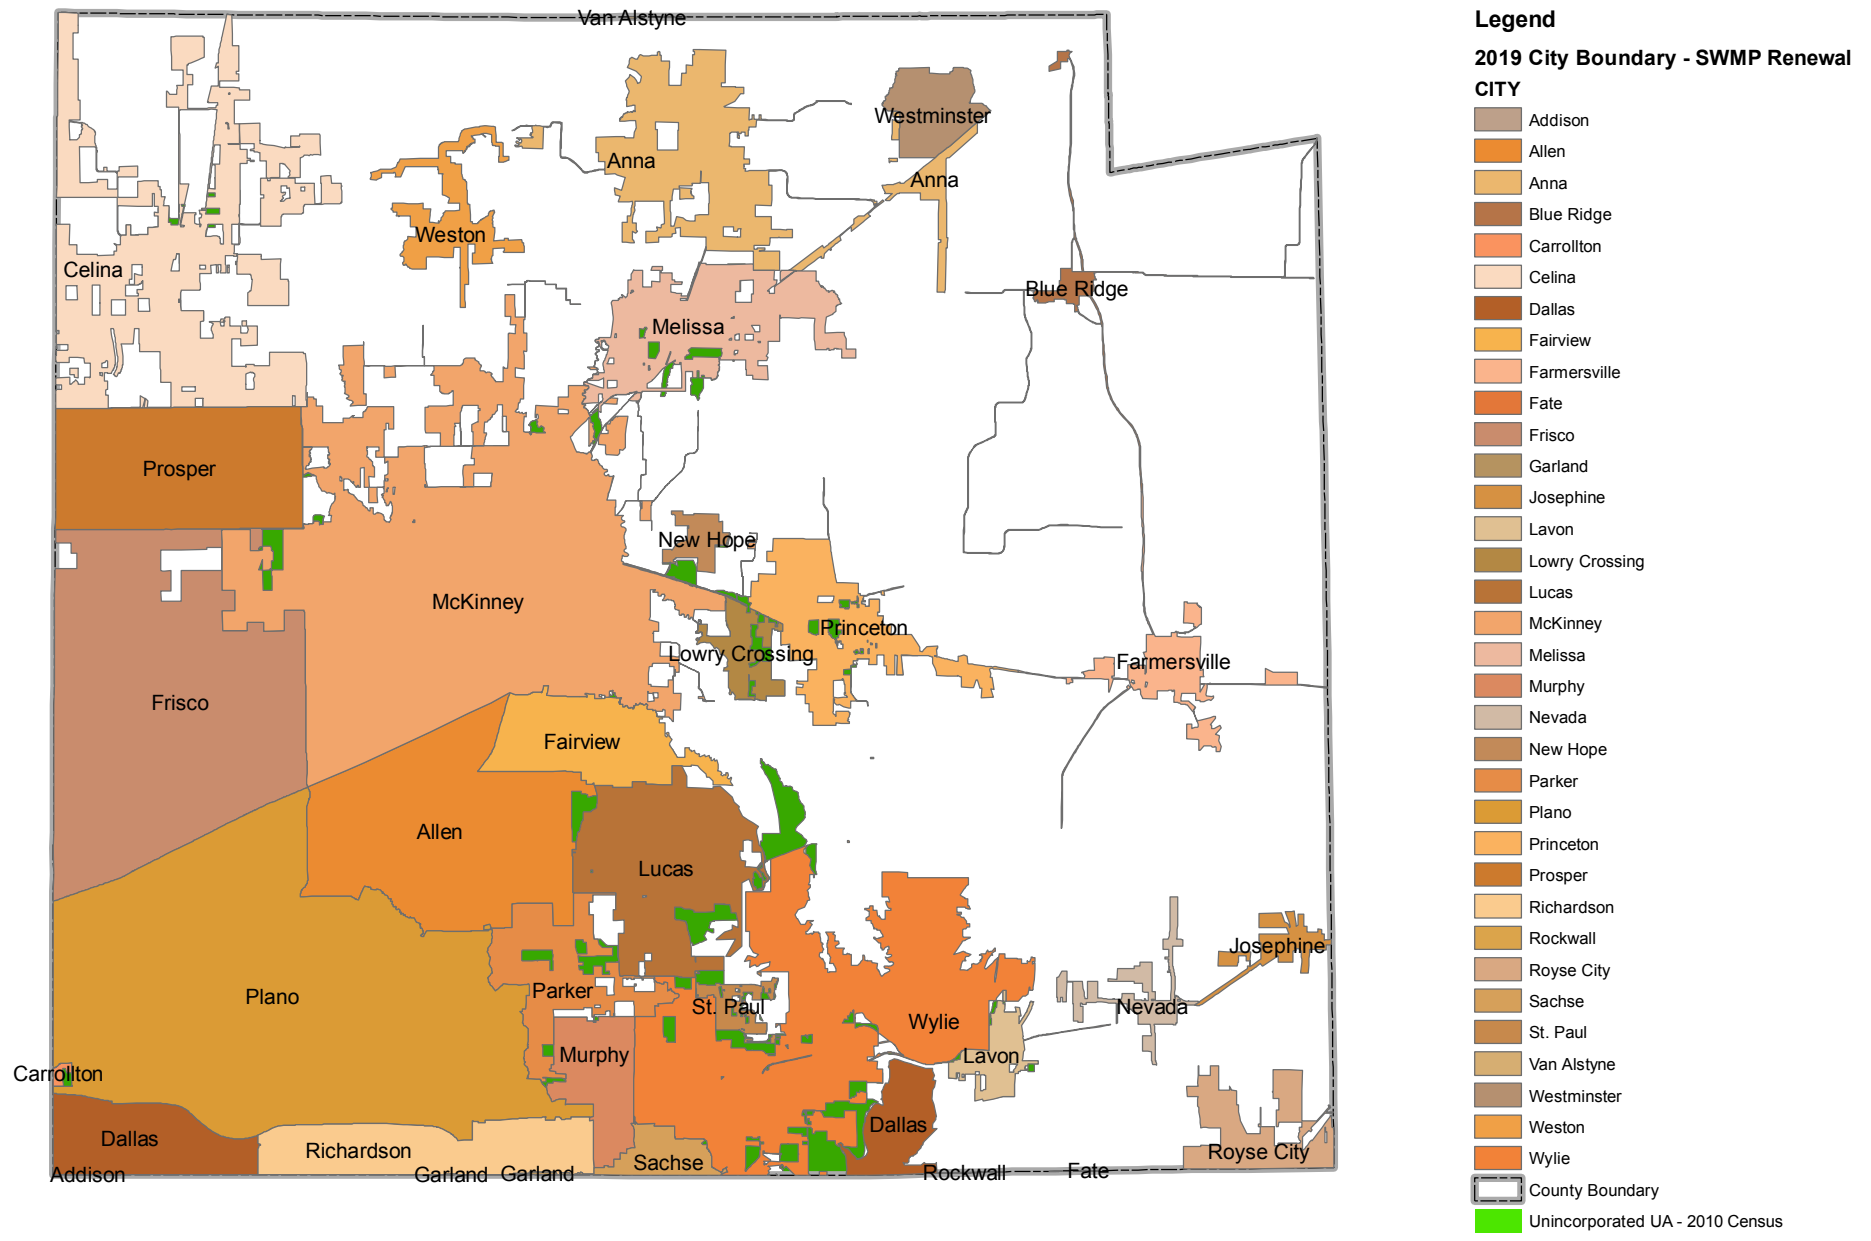 Van Alstyne
Westminster
Anna
Anna
Weston
Celina
Blue Ridge
Melissa
Prosper
New Hope
McKinney
Princeton
Lowry Crossing
Farmersville
Frisco
Fairview
Allen
Lucas
Josephine
Plano
Parker
St. Paul
Nevada
Wylie
Murphy
Lavon
Carrollton
Dallas
Dallas
Richardson
Royse City
Sachse
Addison
Garland
Garland
Rockwall
Fate
Legend
2019 City Boundary - SWMP Renewal
CITY
Addison
Allen
Anna
Blue Ridge
Carrollton
Celina
Dallas
Fairview
Farmersville
Fate
Frisco
Garland
Josephine
Lavon
Lowry Crossing
Lucas
McKinney
Melissa
Murphy
Nevada
New Hope
Parker
Plano
Princeton
Prosper
Richardson
Rockwall
Royse City
Sachse
St. Paul
Van Alstyne
Westminster
Weston
Wylie
County Boundary
Unincorporated UA - 2010 Census